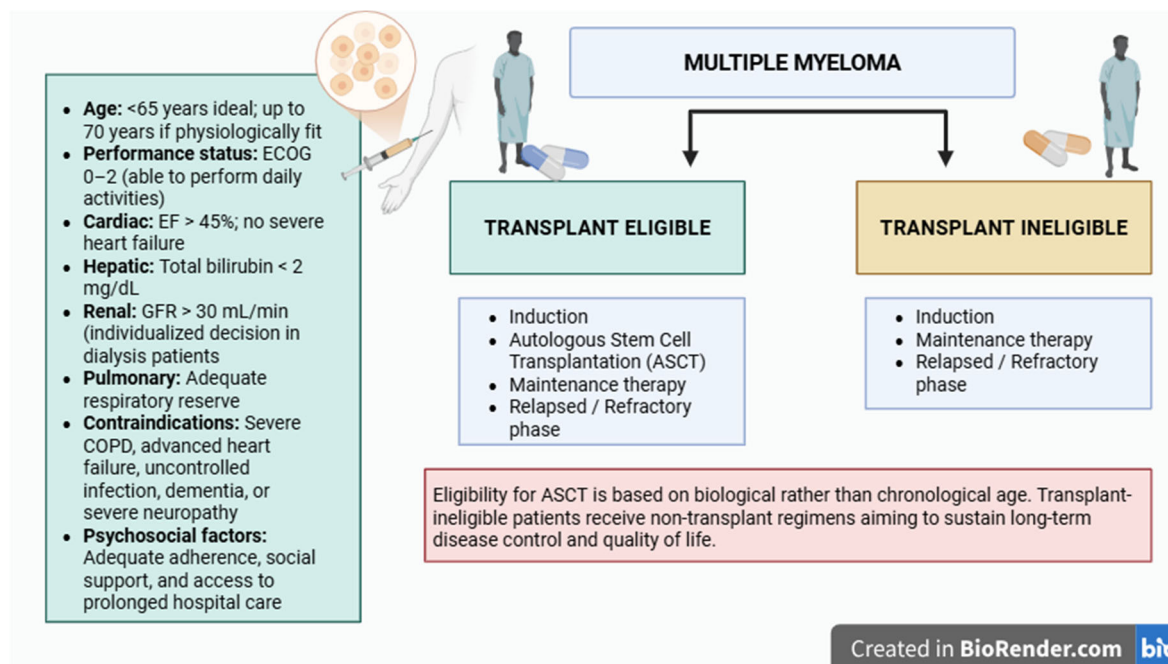 MULTIPLE MYELOMA
• Age: <65 years ideal; up to
70 years if physiologically fit
• Performance status: ECOG
0–2 (able to perform daily
activities)
• Cardiac: EF > 45%; no severe
heart failure
• Hepatic: Total bilirubin < 2
mg/dL
• Renal: GFR > 30 mL/min
(individualized decision in
dialysis patients
• Pulmonary: Adequate
respiratory reserve
• Contraindications: Severe
COPD, advanced heart
failure, uncontrolled
infection, dementia, or
severe neuropathy
• Psychosocial factors:
Adequate adherence, social
support, and access to
prolonged hospital care
TRANSPLANT ELIGIBLE
• Induction
• Autologous Stem Cell
Transplantation (ASCT)
• Maintenance therapy
• Relapsed / Refractory
phase
TRANSPLANT INELIGIBLE
• Induction
• Maintenance therapy
• Relapsed / Refractory
phase
Eligibility for ASCT is based on biological rather than chronological age. Transplant-
ineligible patients receive non-transplant regimens aiming to sustain long-term
disease control and quality of life.
Created in BioRender.com bio